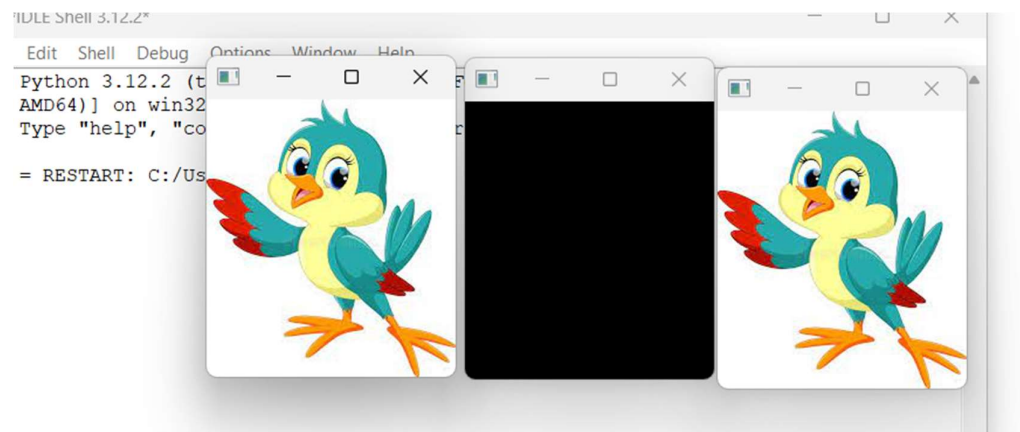 IDLE Shell 3.12.2*
Edit Shell Debug Options Window Help
Python 3.12.2 (t
AMD64)] on win32
Type "help", "co
= RESTART: C:/Us